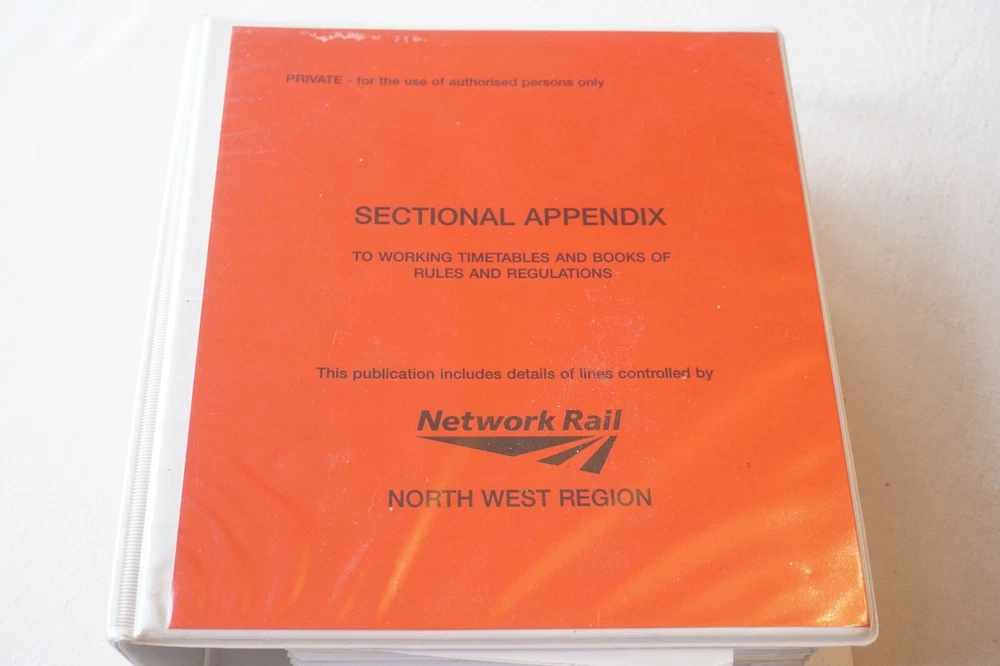 PRIVATE - for the use of authorised persons only
SECTIONAL APPENDIX
TO WORKING TIMETABLES AND BOOKS OF
RULES AND REGULATIONS
This publication includes details of lines controlled by
Network Rail
NORTH WEST REGION